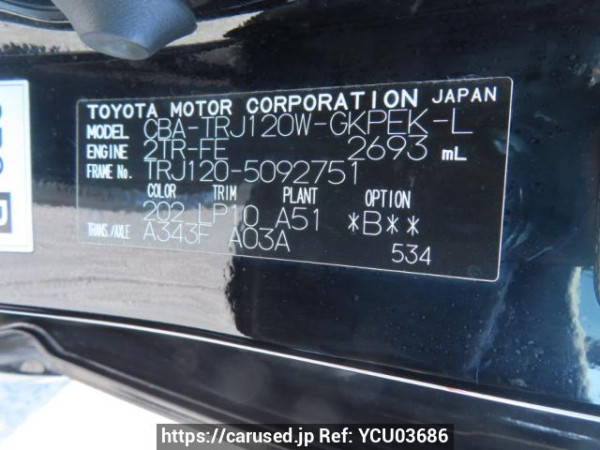 TOYOTA MOTOR CORPORATION JAPAN
MODEL CBA-TRJ120W-GKPEK-L
ENGINE 2TR-FE 2693 mL
FRAME No. TRJ120-5092751
COLOR TRIM PLANT OPTION
202 LP10 A51 *B**
TRANS./AXLE A343F A03A
534
https://carused.jp Ref: YCU03686